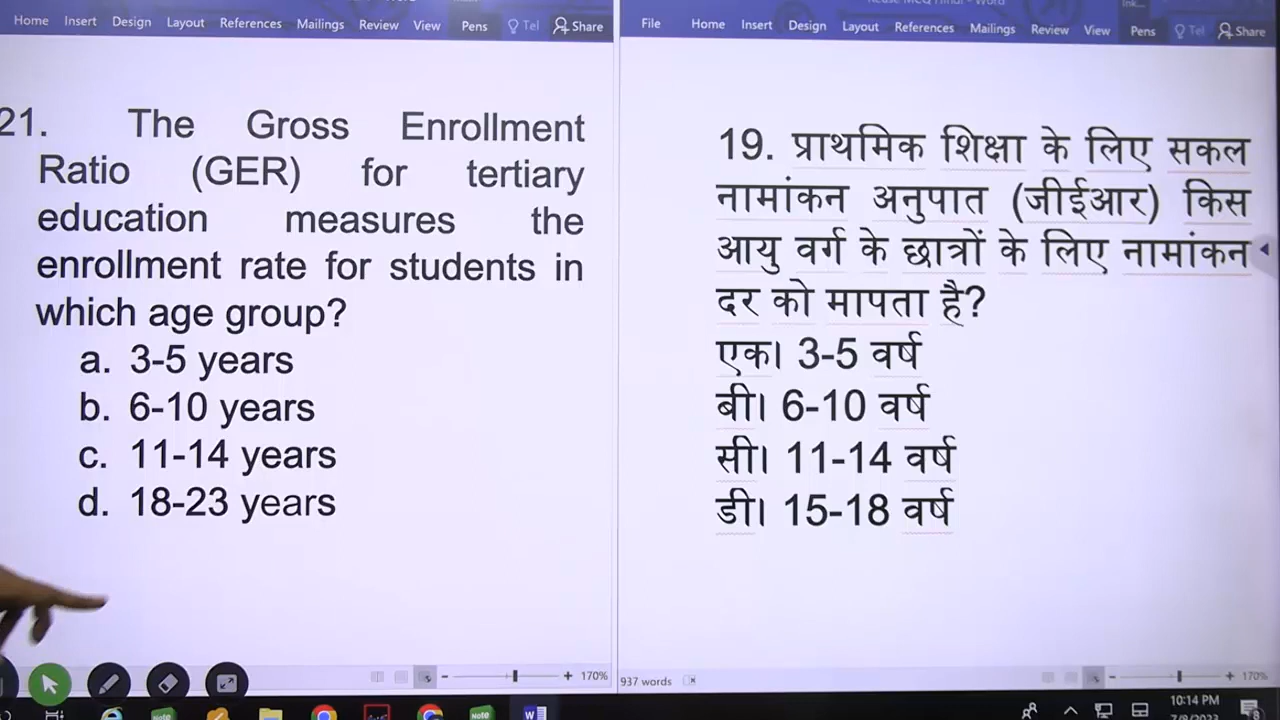 Home Insert Design Layout References Mailings Review View Pens Tel Share
21. The Gross Enrollment
Ratio (GER) for tertiary
education measures the
enrollment rate for students in
which age group?
a. 3-5 years
b. 6-10 years
c. 11-14 years
d. 18-23 years
170%
File Home Insert Design Layout References Mailings Review View Pens Tel Share
19. प्राथमिक शिक्षा के लिए सकल
नामांकन अनुपात (जीईआर) किस
आयु वर्ग के छात्रों के लिए नामांकन
दर को मापता है?
एक। 3-5 वर्ष
बी। 6-10 वर्ष
सी। 11-14 वर्ष
डी। 15-18 वर्ष
937 words 170%
10:14 PM